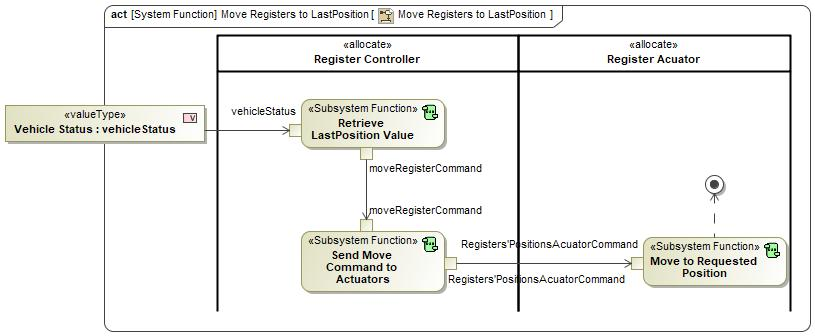 act [System Function] Move Registers to LastPosition [ Move Registers to LastPosition ]
«allocate»
Register Controller
«allocate»
Register Acuator
«valueType»
V
Vehicle Status : vehicleStatus
vehicleStatus
«Subsystem Function»
Retrieve
LastPosition Value
moveRegisterCommand
moveRegisterCommand
«Subsystem Function»
Send Move
Command to
Actuators
Registers'PositionsAcuatorCommand
Registers'PositionsAcuatorCommand
«Subsystem Function»
Move to Requested
Position